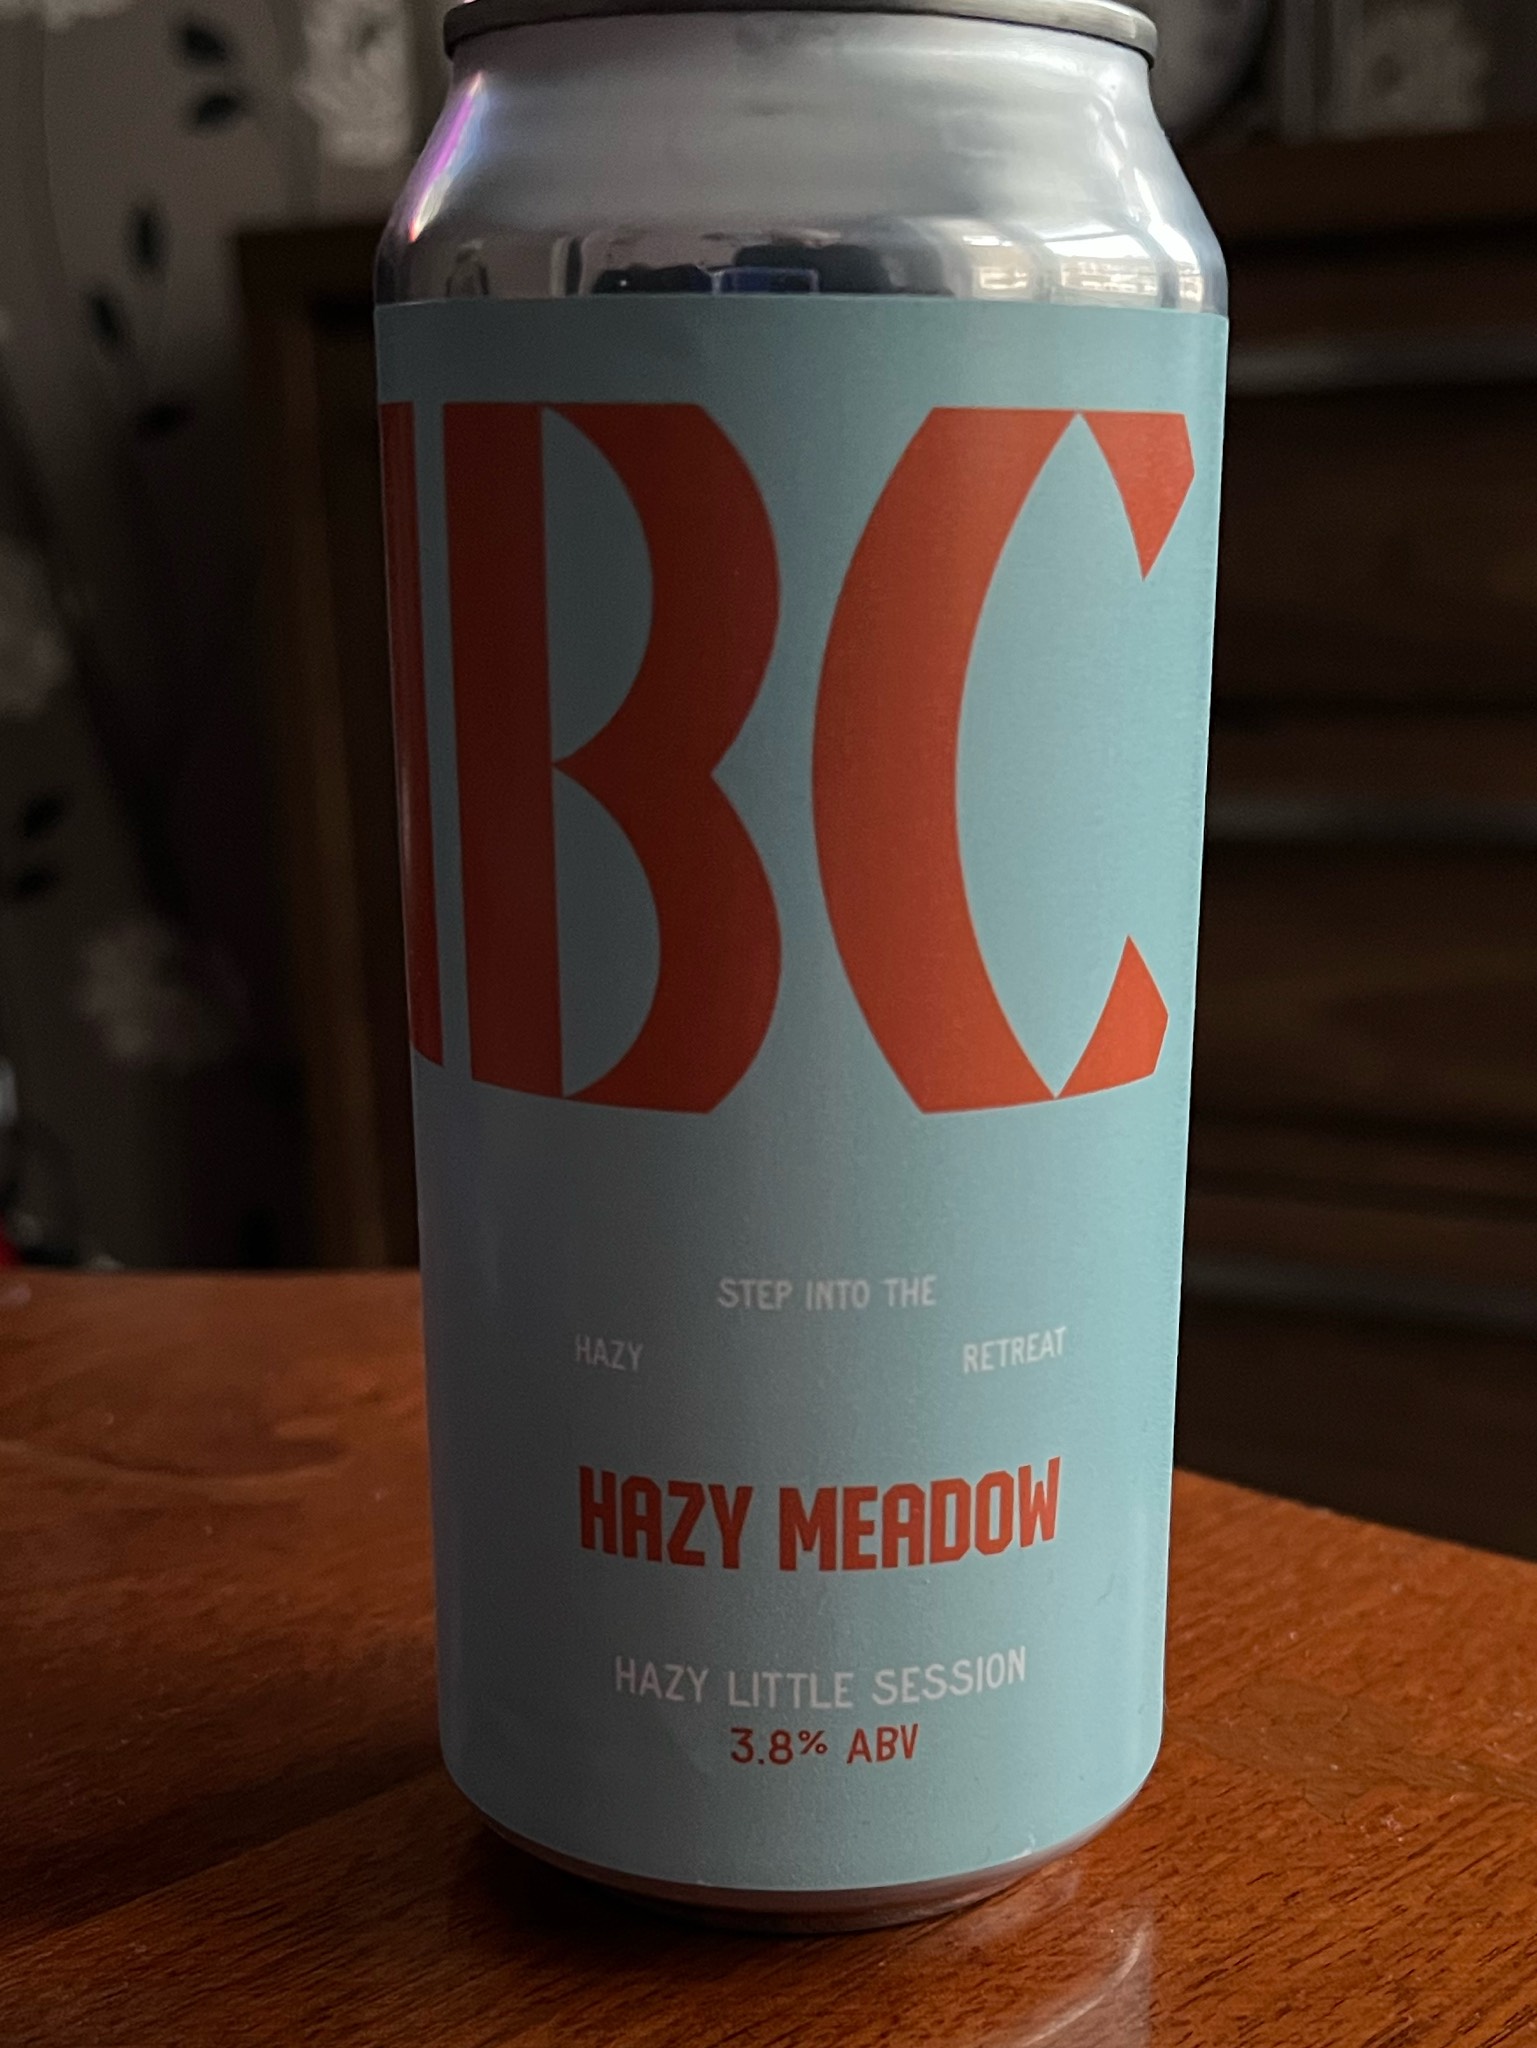 BC
STEP INTO THE
HAZY RETREAT
HAZY MEADOW
HAZY LITTLE SESSION
3.8% ABV